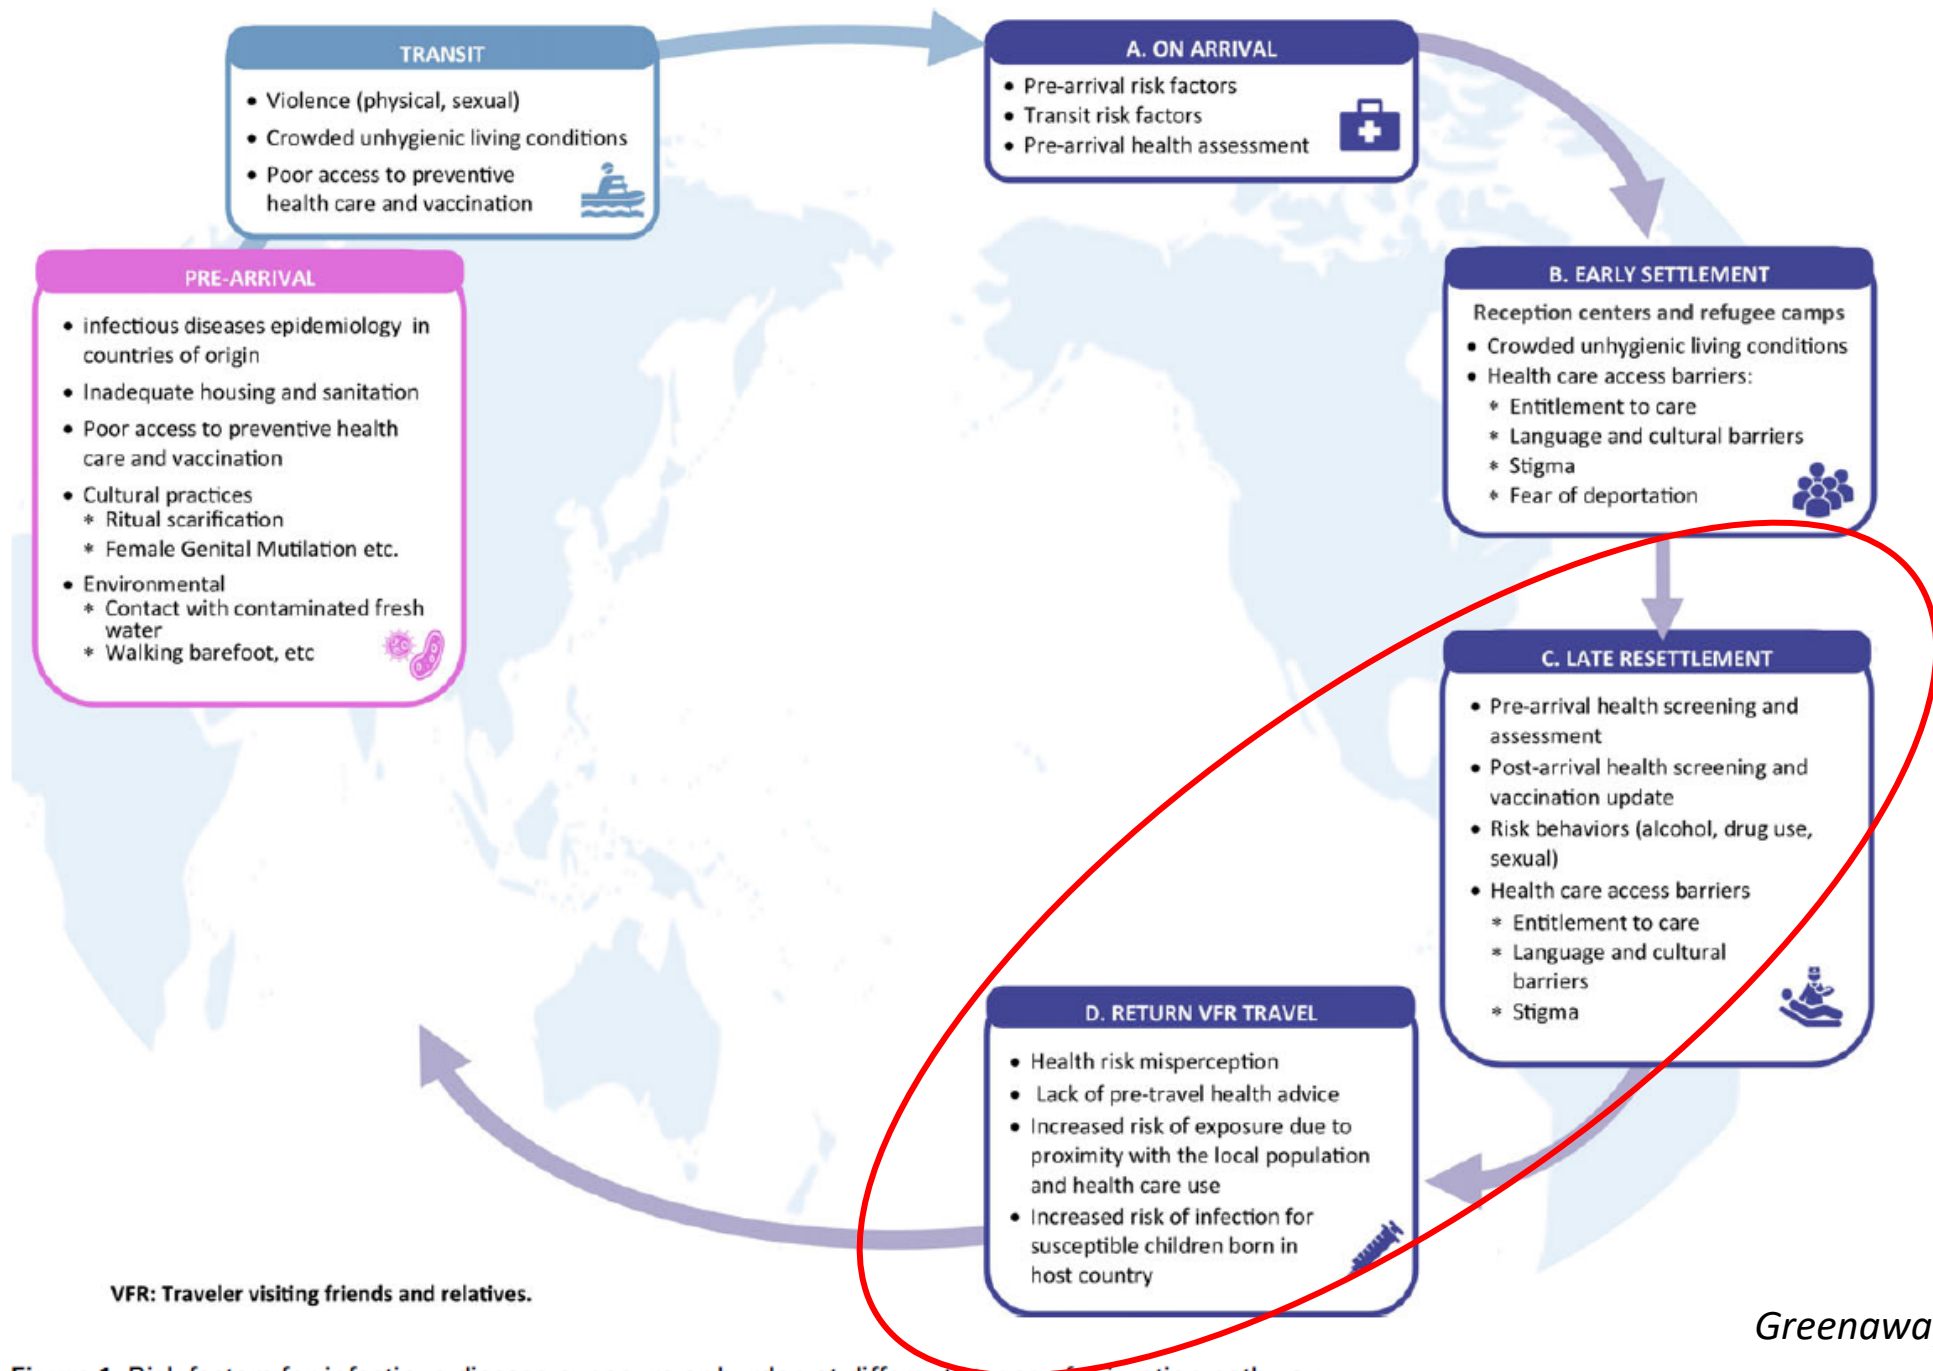 TRANSIT
• Violence (physical, sexual)
• Crowded unhygienic living conditions
• Poor access to preventive
health care and vaccination
A. ON ARRIVAL
• Pre-arrival risk factors
• Transit risk factors
• Pre-arrival health assessment
PRE-ARRIVAL
• infectious diseases epidemiology in
countries of origin
• Inadequate housing and sanitation
• Poor access to preventive health
care and vaccination
• Cultural practices
* Ritual scarification
* Female Genital Mutilation etc.
• Environmental
* Contact with contaminated fresh
water
* Walking barefoot, etc
B. EARLY SETTLEMENT
Reception centers and refugee camps
• Crowded unhygienic living conditions
• Health care access barriers:
* Entitlement to care
* Language and cultural barriers
* Stigma
* Fear of deportation
C. LATE RESETTLEMENT
• Pre-arrival health screening and
assessment
• Post-arrival health screening and
vaccination update
• Risk behaviors (alcohol, drug use,
sexual)
• Health care access barriers
* Entitlement to care
* Language and cultural
barriers
* Stigma
D. RETURN VFR TRAVEL
• Health risk misperception
• Lack of pre-travel health advice
• Increased risk of exposure due to
proximity with the local population
and health care use
• Increased risk of infection for
susceptible children born in
host country
VFR: Traveler visiting friends and relatives.
Greenawa